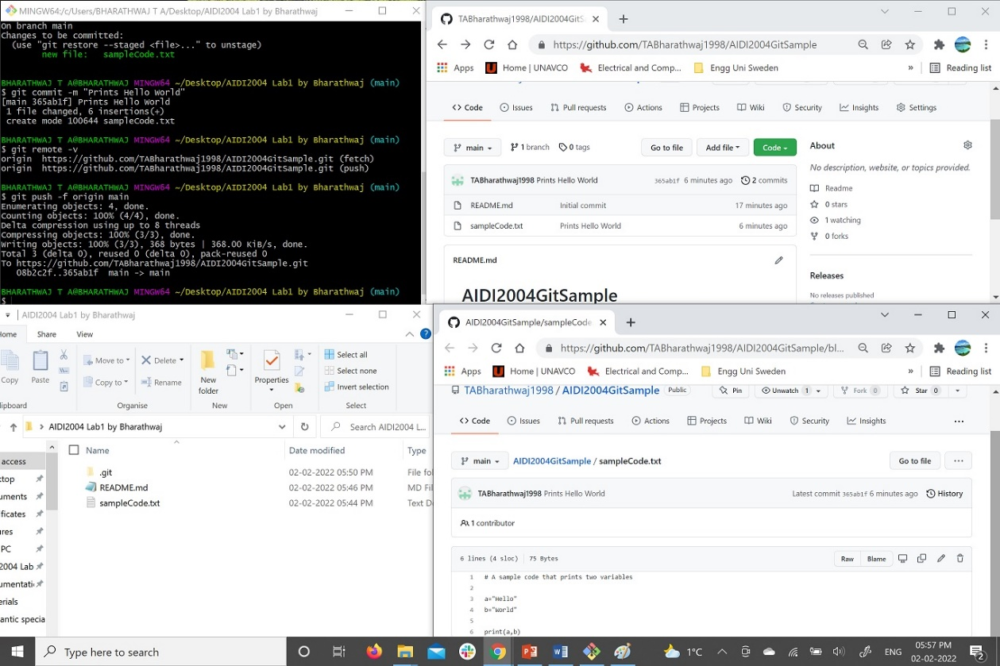 MINGW64:/c/Users/BHARATHWAJ T A/Desktop/AIDI2004 Lab1 by Bharathwaj
On branch main
Changes to be committed:
(use "git restore --staged <file>..." to unstage)
new file: sampleCode.txt
BHARATHWAJ T A@BHARATHWAJ MINGW64 ~/Desktop/AIDI2004 Lab1 by Bharathwaj (main)
$ git commit -m "Prints Hello World"
[main 365ab1f] Prints Hello World
1 file changed, 6 insertions(+)
create mode 100644 sampleCode.txt
BHARATHWAJ T A@BHARATHWAJ MINGW64 ~/Desktop/AIDI2004 Lab1 by Bharathwaj (main)
$ git remote -v
origin https://github.com/TABharathwaj1998/AIDI2004GitSample.git (fetch)
origin https://github.com/TABharathwaj1998/AIDI2004GitSample.git (push)
BHARATHWAJ T A@BHARATHWAJ MINGW64 ~/Desktop/AIDI2004 Lab1 by Bharathwaj (main)
$ git push -f origin main
Enumerating objects: 4, done.
Counting objects: 100% (4/4), done.
Delta compression using up to 8 threads
Compressing objects: 100% (3/3), done.
Writing objects: 100% (3/3), 368 bytes | 368.00 KiB/s, done.
Total 3 (delta 0), reused 0 (delta 0), pack-reused 0
To https://github.com/TABharathwaj1998/AIDI2004GitSample.git
08b2c2f..365ab1f main -> main
BHARATHWAJ T A@BHARATHWAJ MINGW64 ~/Desktop/AIDI2004 Lab1 by Bharathwaj (main)
$
TABharathwaj1998/AIDI2004GitS
https://github.com/TABharathwaj1998/AIDI2004GitSample
Apps Home | UNAVCO Electrical and Comp... Engg Uni Sweden » Reading list
Code Issues Pull requests Actions Projects Wiki Security Insights Settings
main 1 branch 0 tags Go to file Add file Code
TABharathwaj1998 Prints Hello World 365ab1f 6 minutes ago 2 commits
README.md Initial commit 17 minutes ago
sampleCode.txt Prints Hello World 6 minutes ago
README.md
AIDI2004GitSample
About
No description, website, or topics provided.
Readme
0 stars
1 watching
0 forks
Releases
No releases published
AIDI2004 Lab1 by Bharathwaj
ome Share View
Copy Paste Move to Copy to Delete Rename New folder Properties Select all
Select none
Invert selection
lipboard Organise New Open Select
AIDI2004 Lab1 by Bharathwaj Search AIDI2004 L...
Name Date modified Type
.git 02-02-2022 05:50 PM File fol
README.md 02-02-2022 05:46 PM MD Fil
sampleCode.txt 02-02-2022 05:44 PM Text D
access
ktop
uments
ficates
res
PC
2004 Lab
umentati
erials
antic specia
AIDI2004GitSample/sampleCode.
https://github.com/TABharathwaj1998/AIDI2004GitSample/bl...
Apps Home | UNAVCO Electrical and Comp... Engg Uni Sweden » Reading list
TABharathwaj1998 / AIDI2004GitSample Public Pin Unwatch 1 Fork 0 Star 0
Code Issues Pull requests Actions Projects Wiki Security Insights ...
main AIDI2004GitSample / sampleCode.txt Go to file ...
TABharathwaj1998 Prints Hello World Latest commit 365ab1f 6 minutes ago History
1 contributor
6 lines (4 sloc) 75 Bytes Raw Blame
1 # A sample code that prints two variables
2
3 a="Hello"
4 b="World"
5
6 print(a,b)
Type here to search 1°C ENG 05:57 PM
02-02-2022 2